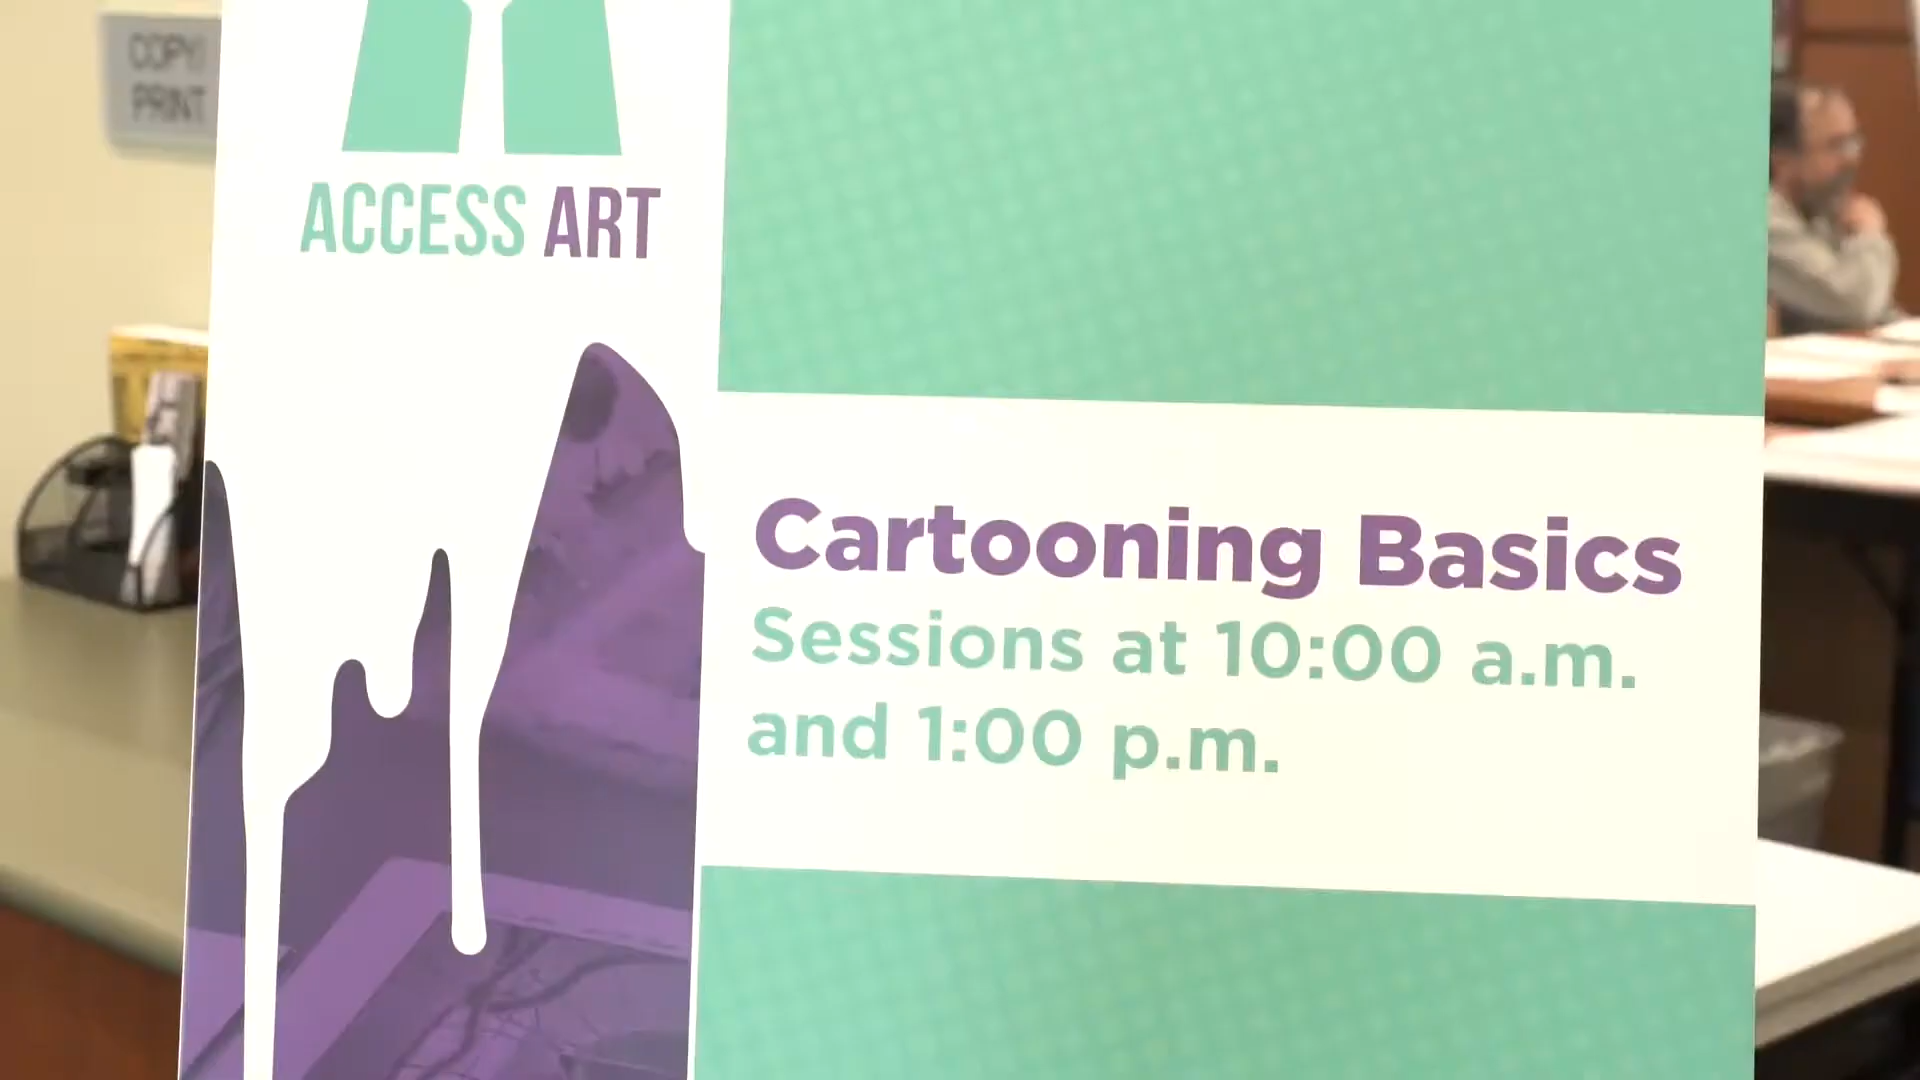 COPY/
PRINT
ACCESS ART
Cartooning Basics
Sessions at 10:00 a.m.
and 1:00 p.m.